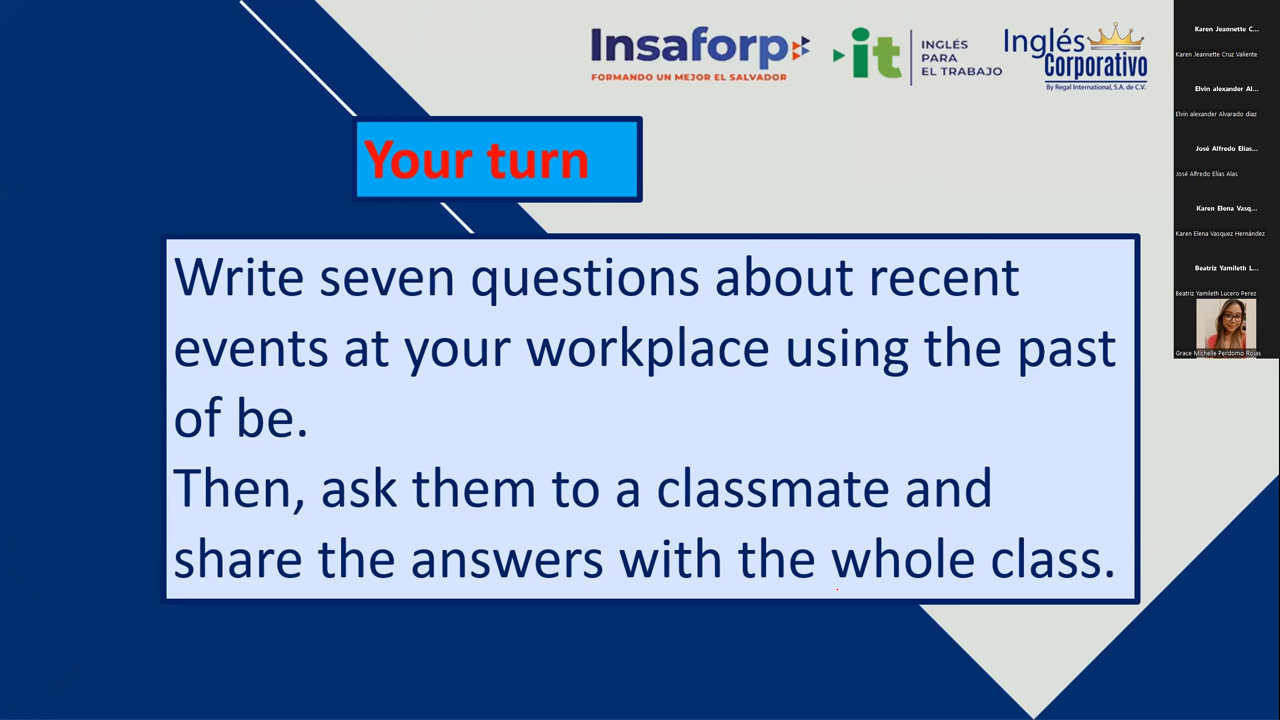 Insaforp
FORMANDO UN MEJOR EL SALVADOR
it
INGLÉS
PARA
EL TRABAJO
Inglés
Corporativo
By Regal International, S.A. de C.V.
Your turn
Write seven questions about recent
events at your workplace using the past
of be.
Then, ask them to a classmate and
share the answers with the whole class.
Karen Jeannette C...
Karen Jeannette Cruz Valiente
Elvin alexander Al...
Elvin alexander Alvarado diaz
José Alfredo Elías...
José Alfredo Elías Alas
Karen Elena Vasq...
Karen Elena Vasquez Hernández
Beatriz Yamileth L...
Beatriz Yamileth Lucero Perez
Grace Michelle Perdomo Rojas